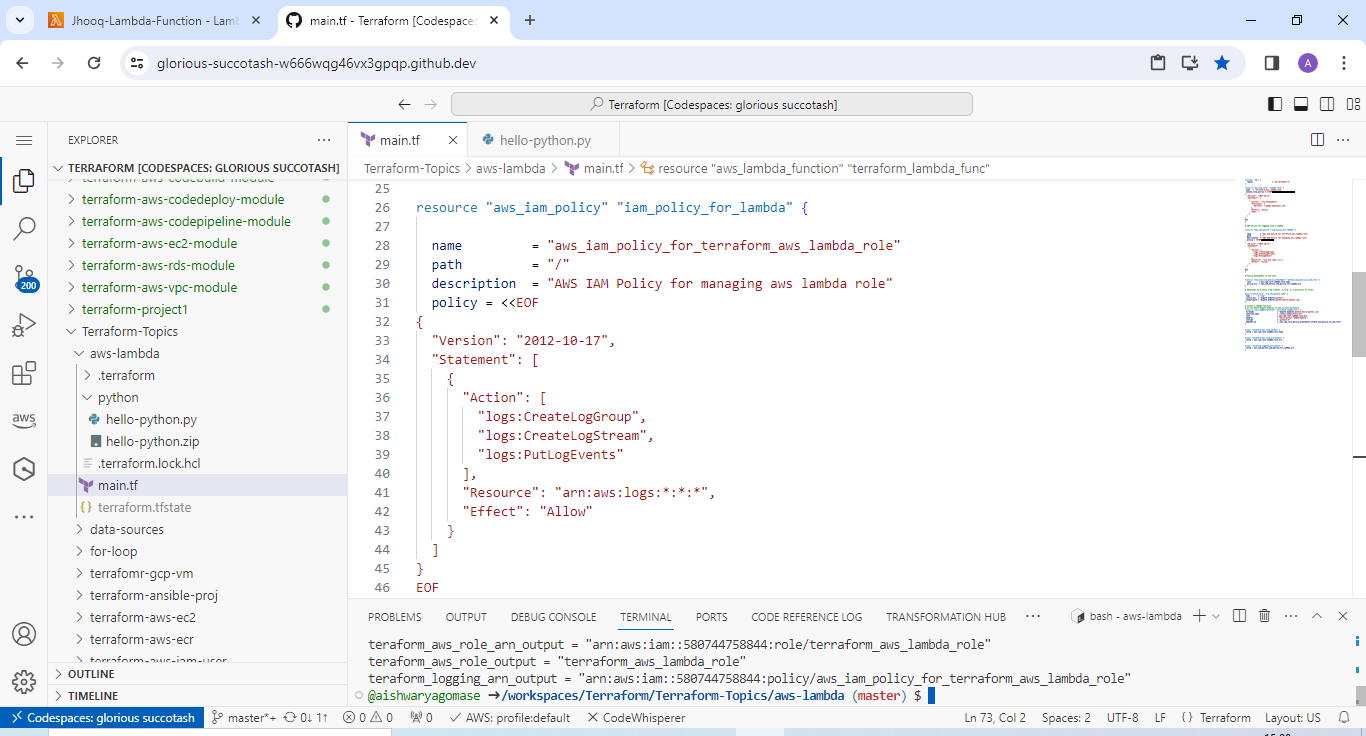 Jhooq-Lambda-Function - Lamb
main.tf - Terraform [Codespaces
glorious-succotash-w666wqg46vx3gpqp.github.dev
A
Terraform [Codespaces: glorious succotash]
EXPLORER
TERRAFORM [CODESPACES: GLORIOUS SUCCOTASH]
terraform-aws-codebuild-module
terraform-aws-codedeploy-module
terraform-aws-codepipeline-module
terraform-aws-ec2-module
terraform-aws-rds-module
terraform-aws-vpc-module
terraform-project1
Terraform-Topics
aws-lambda
.terraform
python
hello-python.py
hello-python.zip
.terraform.lock.hcl
main.tf
{} terraform.tfstate
data-sources
for-loop
terrafomr-gcp-vm
terraform-ansible-proj
terraform-aws-ec2
terraform-aws-ecr
terraform-aws-iam-user
OUTLINE
TIMELINE
200
aws
main.tf
hello-python.py
Terraform-Topics > aws-lambda > main.tf > resource "aws_lambda_function" "terraform_lambda_func"
25
26 resource "aws_iam_policy" "iam_policy_for_lambda" {
27
28 name         = "aws_iam_policy_for_terraform_aws_lambda_role"
29 path         = "/"
30 description  = "AWS IAM Policy for managing aws lambda role"
31 policy = <<EOF
32 {
33 "Version": "2012-10-17",
34 "Statement": [
35 {
36 "Action": [
37 "logs:CreateLogGroup",
38 "logs:CreateLogStream",
39 "logs:PutLogEvents"
40 ],
41 "Resource": "arn:aws:logs:*:*:*",
42 "Effect": "Allow"
43 }
44 ]
45 }
46 EOF
PROBLEMS OUTPUT DEBUG CONSOLE TERMINAL PORTS CODE REFERENCE LOG TRANSFORMATION HUB
bash - aws-lambda
teraform_aws_role_arn_output = "arn:aws:iam::580744758844:role/terraform_aws_lambda_role"
teraform_aws_role_output = "terraform_aws_lambda_role"
teraform_logging_arn_output = "arn:aws:iam::580744758844:policy/aws_iam_policy_for_terraform_aws_lambda_role"
@aishwaryagomase ➜/workspaces/Terraform/Terraform-Topics/aws-lambda (master) $
Codespaces: glorious succotash
master*+
0↓ 1↑
0 0
0
AWS: profile:default
CodeWhisperer
Ln 73, Col 2
Spaces: 2
UTF-8
LF
{} Terraform
Layout: US